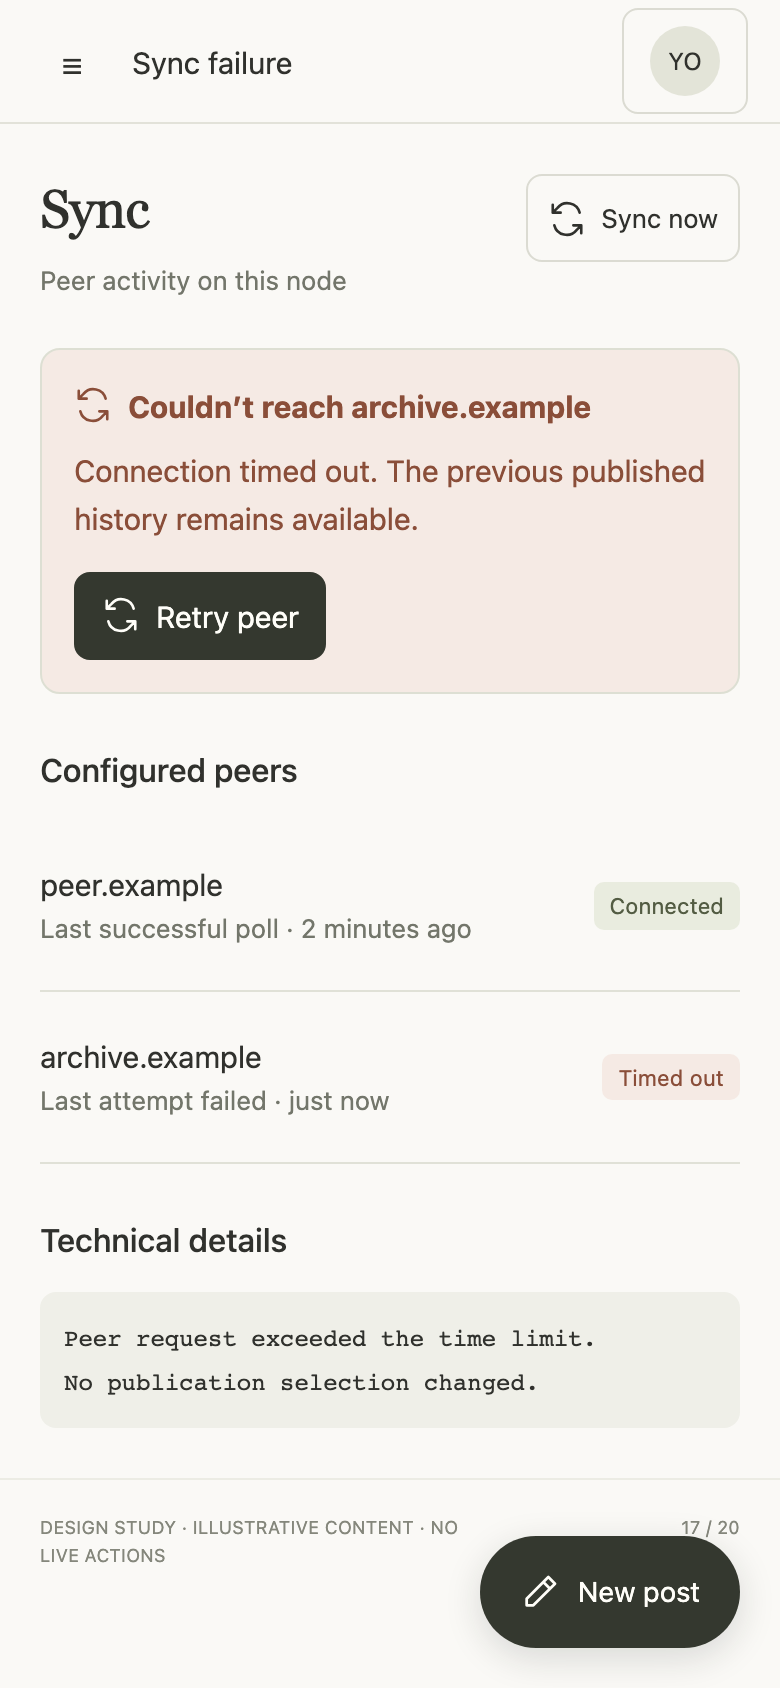 ≡ Sync failure YO
Sync
Sync now
Peer activity on this node
Couldn’t reach archive.example
Connection timed out. The previous published
history remains available.
Retry peer
Configured peers
peer.example
Last successful poll · 2 minutes ago
Connected
archive.example
Last attempt failed · just now
Timed out
Technical details
Peer request exceeded the time limit.
No publication selection changed.
DESIGN STUDY · ILLUSTRATIVE CONTENT · NO
LIVE ACTIONS
17 / 20
New post